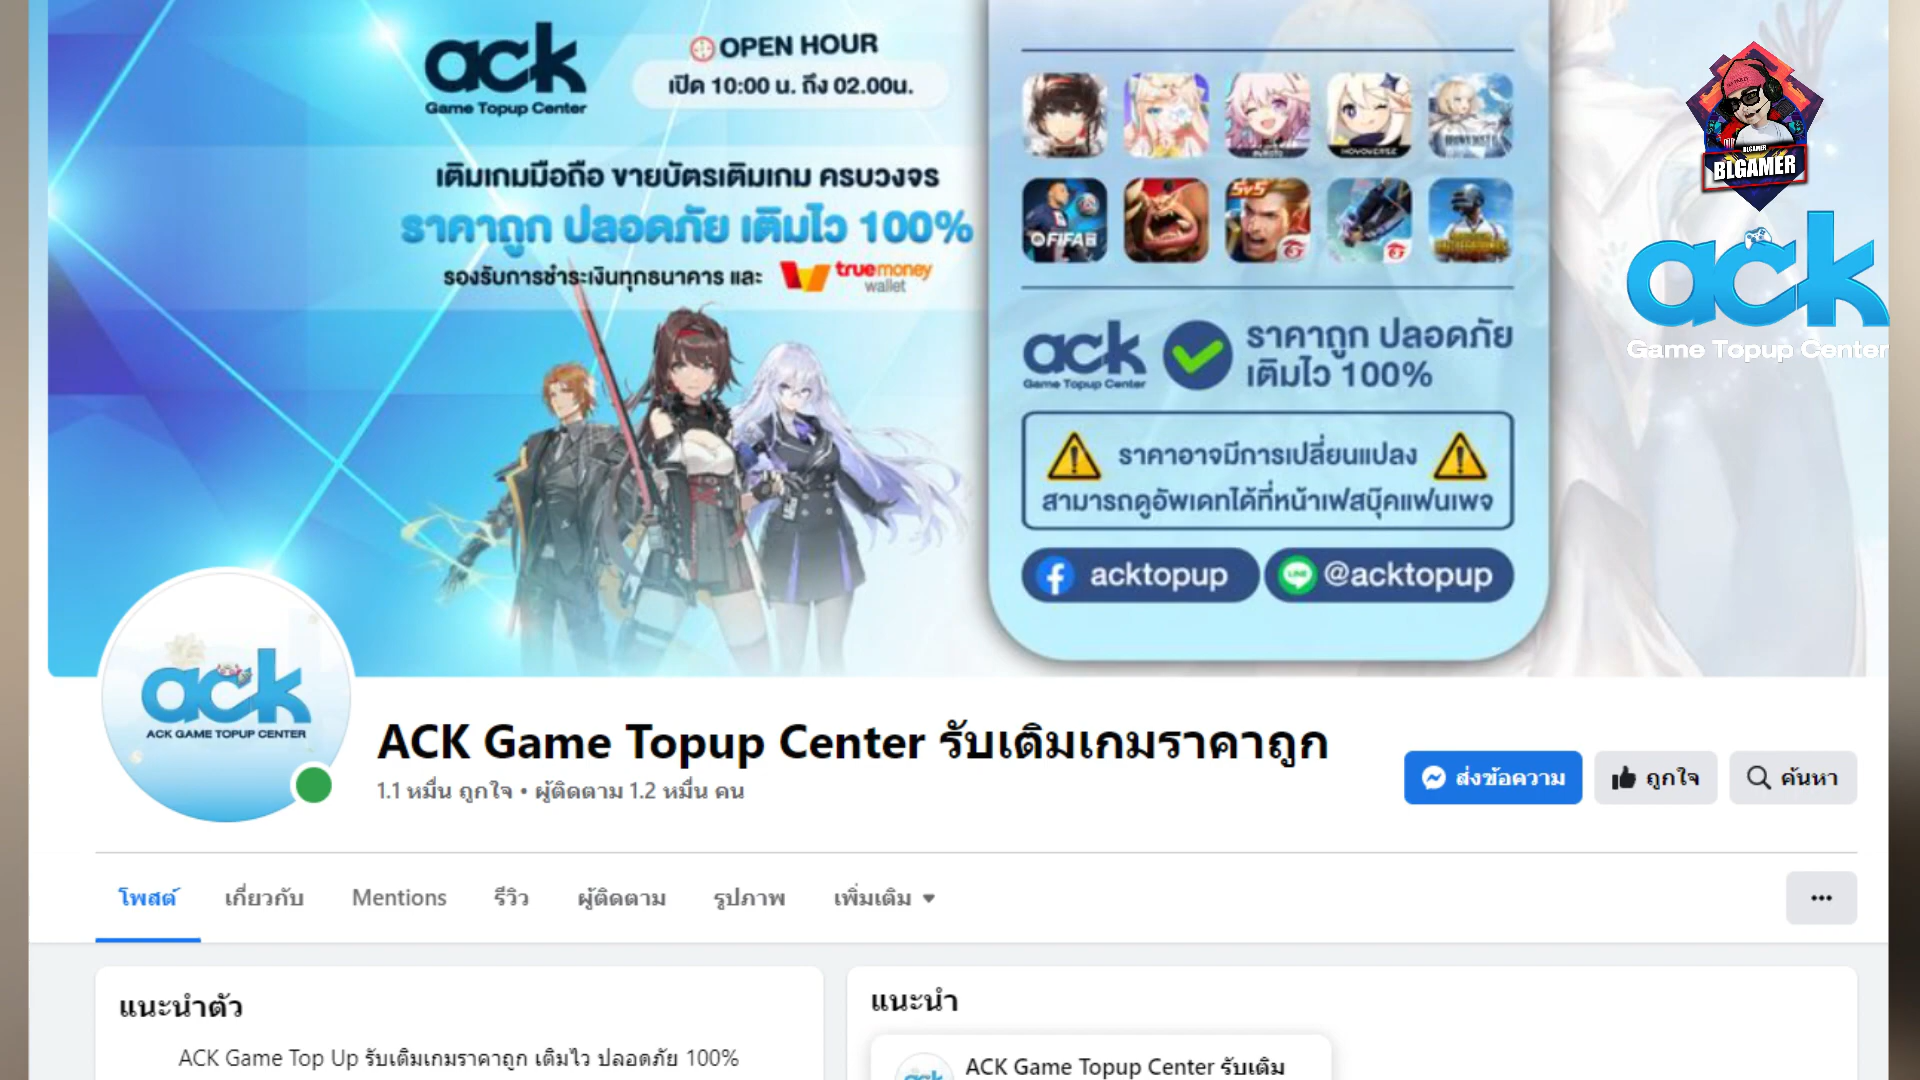 ack
Game Topup Center
OPEN HOUR
เปิด 10:00 น. ถึง 02.00น.
เติมเกมมือถือ ขายบัตรเติมเกม ครบวงจร
ราคาถูก ปลอดภัย เติมไว 100%
รองรับการชำระเงินทุกธนาคาร และ truemoney wallet
HOYOVERSE
FIFA
5v5
ack
Game Topup Center
ราคาถูก ปลอดภัย
เติมไว 100%
ราคาอาจมีการเปลี่ยนแปลง
สามารถดูอัพเดทได้ที่หน้าเฟสบุ๊คแฟนเพจ
acktopup
LINE @acktopup
BLGAMER
BLGAMER
ack
Game Topup Center
ack
ACK GAME TOPUP CENTER
ACK Game Topup Center รับเติมเกมราคาถูก
1.1 หมื่น ถูกใจ • ผู้ติดตาม 1.2 หมื่น คน
ส่งข้อความ
ถูกใจ
ค้นหา
โพสต์ เกี่ยวกับ Mentions รีวิว ผู้ติดตาม รูปภาพ เพิ่มเติม
แนะนำตัว
ACK Game Top Up รับเติมเกมราคาถูก เติมไว ปลอดภัย 100%
แนะนำ
ack
ACK Game Topup Center รับเติม